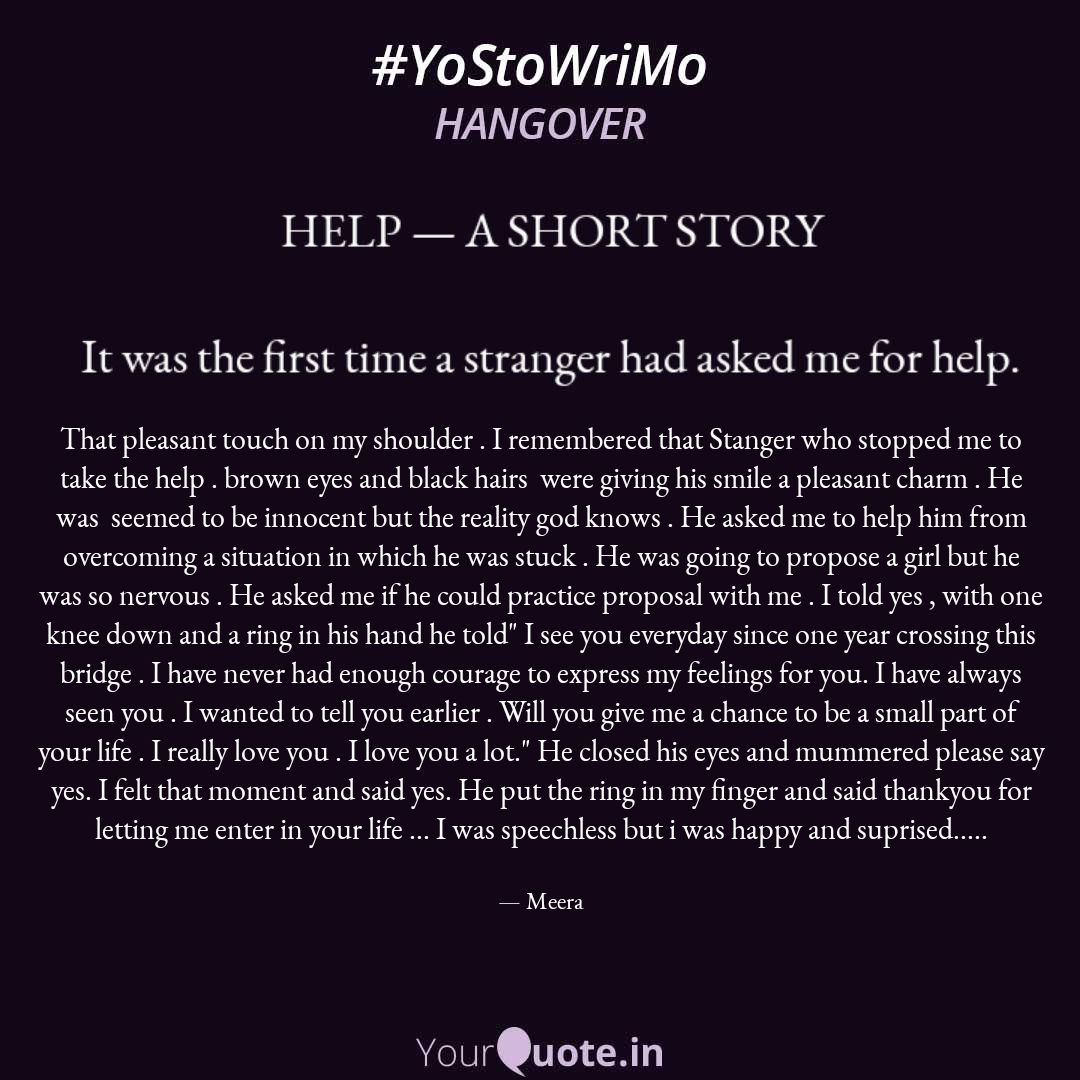 #YoStoWriMo
HANGOVER
HELP — A SHORT STORY
It was the first time a stranger had asked me for help.
That pleasant touch on my shoulder . I remembered that Stanger who stopped me to
take the help . brown eyes and black hairs  were giving his smile a pleasant charm . He
was  seemed to be innocent but the reality god knows . He asked me to help him from
overcoming a situation in which he was stuck . He was going to propose a girl but he
was so nervous . He asked me if he could practice proposal with me . I told yes , with one
knee down and a ring in his hand he told" I see you everyday since one year crossing this
bridge . I have never had enough courage to express my feelings for you. I have always
seen you . I wanted to tell you earlier . Will you give me a chance to be a small part of
your life . I really love you . I love you a lot." He closed his eyes and mummered please say
yes. I felt that moment and said yes. He put the ring in my finger and said thankyou for
letting me enter in your life ... I was speechless but i was happy and suprised.....
— Meera
YourQuote.in